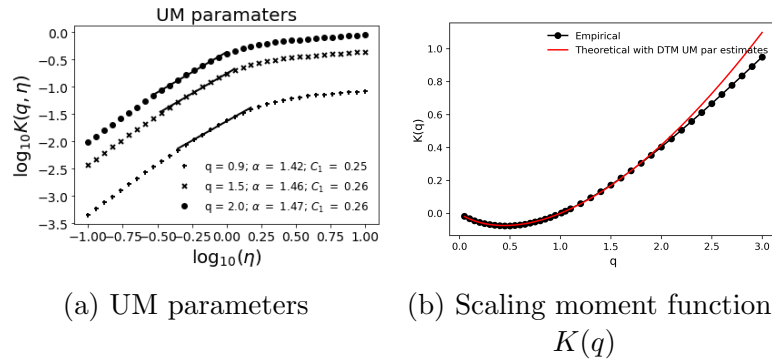 UM paramaters
0.0
−0.5
−1.0
−1.5
−2.0
−2.5
−3.0
−3.5
log₁₀K(q, η)
q = 0.9; α = 1.42; C₁ = 0.25
q = 1.5; α = 1.46; C₁ = 0.26
q = 2.0; α = 1.47; C₁ = 0.26
−1.00 −0.75 −0.50 −0.25 0.00 0.25 0.50 0.75 1.00
log₁₀(η)
(a) UM parameters
Empirical
Theoretical with DTM UM par estimates
1.0
0.8
0.6
0.4
0.2
0.0
K(q)
0.0 0.5 1.0 1.5 2.0 2.5 3.0
q
(b) Scaling moment function
K(q)